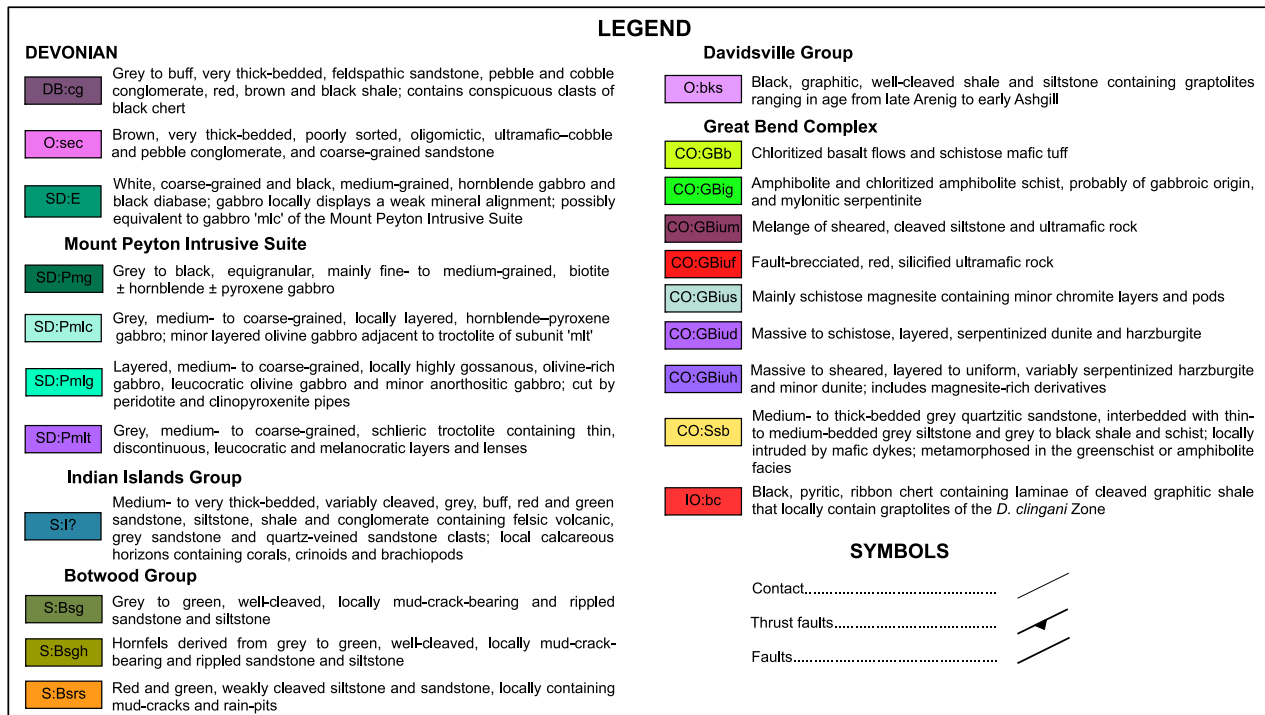 LEGEND
DEVONIAN
DB:cg
Grey to buff, very thick-bedded, feldspathic sandstone, pebble and cobble
conglomerate, red, brown and black shale; contains conspicuous clasts of
black chert
O:sec
Brown, very thick-bedded, poorly sorted, oligomictic, ultramafic–cobble
and pebble conglomerate, and coarse-grained sandstone
SD:E
White, coarse-grained and black, medium-grained, hornblende gabbro and
black diabase; gabbro locally displays a weak mineral alignment; possibly
equivalent to gabbro 'mlc' of the Mount Peyton Intrusive Suite
Mount Peyton Intrusive Suite
SD:Pmg
Grey to black, equigranular, mainly fine- to medium-grained, biotite
± hornblende ± pyroxene gabbro
SD:Pmlc
Grey, medium- to coarse-grained, locally layered, hornblende–pyroxene
gabbro; minor layered olivine gabbro adjacent to troctolite of subunit 'mlt'
SD:Pmlg
Layered, medium- to coarse-grained, locally highly gossanous, olivine-rich
gabbro, leucocratic olivine gabbro and minor anorthositic gabbro; cut by
peridotite and clinopyroxenite pipes
SD:Pmlt
Grey, medium- to coarse-grained, schlieric troctolite containing thin,
discontinuous, leucocratic and melanocratic layers and lenses
Indian Islands Group
S:I?
Medium- to very thick-bedded, variably cleaved, grey, buff, red and green
sandstone, siltstone, shale and conglomerate containing felsic volcanic,
grey sandstone and quartz-veined sandstone clasts; local calcareous
horizons containing corals, crinoids and brachiopods
Botwood Group
S:Bsg
Grey to green, well-cleaved, locally mud-crack-bearing and rippled
sandstone and siltstone
S:Bsgh
Hornfels derived from grey to green, well-cleaved, locally mud-crack-
bearing and rippled sandstone and siltstone
S:Bsrs
Red and green, weakly cleaved siltstone and sandstone, locally containing
mud-cracks and rain-pits
Davidsville Group
O:bks
Black, graphitic, well-cleaved shale and siltstone containing graptolites
ranging in age from late Arenig to early Ashgill
Great Bend Complex
CO:GBb
Chloritized basalt flows and schistose mafic tuff
CO:GBig
Amphibolite and chloritized amphibolite schist, probably of gabbroic origin,
and mylonitic serpentinite
CO:GBium
Melange of sheared, cleaved siltstone and ultramafic rock
CO:GBiuf
Fault-brecciated, red, silicified ultramafic rock
CO:GBius
Mainly schistose magnesite containing minor chromite layers and pods
CO:GBiud
Massive to schistose, layered, serpentinized dunite and harzburgite
CO:GBiuh
Massive to sheared, layered to uniform, variably serpentinized harzburgite
and minor dunite; includes magnesite-rich derivatives
CO:Ssb
Medium- to thick-bedded grey quartzitic sandstone, interbedded with thin-
to medium-bedded grey siltstone and grey to black shale and schist; locally
intruded by mafic dykes; metamorphosed in the greenschist or amphibolite
facies
IO:bc
Black, pyritic, ribbon chert containing laminae of cleaved graphitic shale
that locally contain graptolites of the D. clingani Zone
SYMBOLS
Contact
Thrust faults
Faults